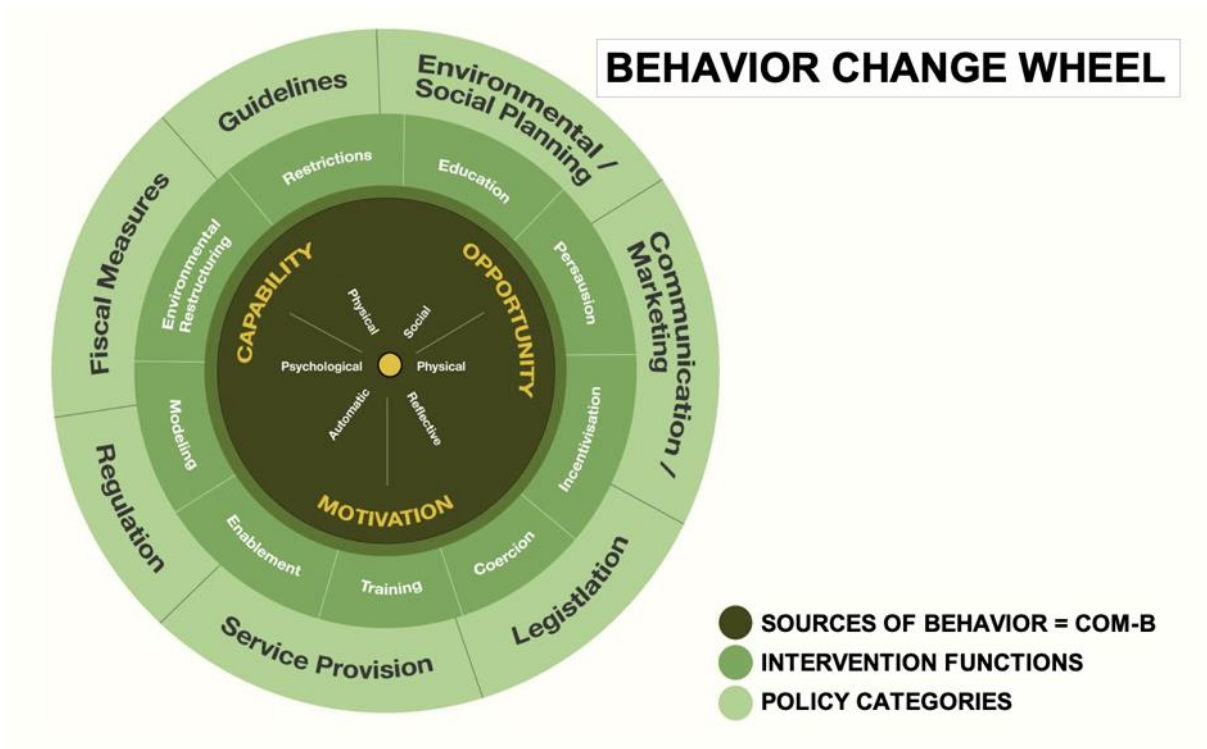 BEHAVIOR CHANGE WHEEL
Guidelines
Environmental /
Social Planning
Communication /
Marketing
Legistlation
Service Provision
Regulation
Fiscal Measures
Restrictions
Education
Persausion
Incentivisation
Coercion
Training
Enablement
Modeling
Environmental
Restructuring
CAPABILITY
OPPORTUNITY
MOTIVATION
Physical
Social
Psychological
Physical
Automatic
Reflective
SOURCES OF BEHAVIOR = COM-B
INTERVENTION FUNCTIONS
POLICY CATEGORIES